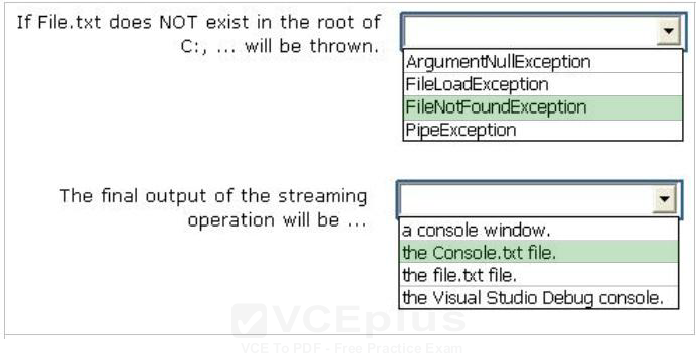 If File.txt does NOT exist in the root of
C:, ... will be thrown.
ArgumentNullException
FileLoadException
FileNotFoundException
PipeException
The final output of the streaming
operation will be ...
a console window.
the Console.txt file.
the file.txt file.
the Visual Studio Debug console.
VCEplus
VCE To PDF - Free Practice Exam